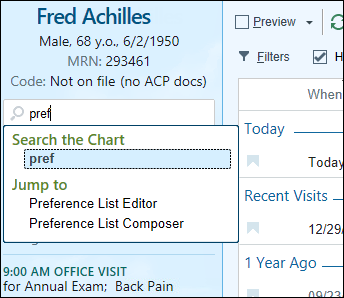 Fred Achilles
Male, 68 y.o., 6/2/1950
MRN: 293461
Code: Not on file (no ACP docs)
pref
Search the Chart
pref
Jump to
Preference List Editor
Preference List Composer
9:00 AM OFFICE VISIT
for Annual Exam; Back Pain
Preview
Filters
H
When
Today
Today
Recent Visits
12/29/
1 Year Ago
09/23